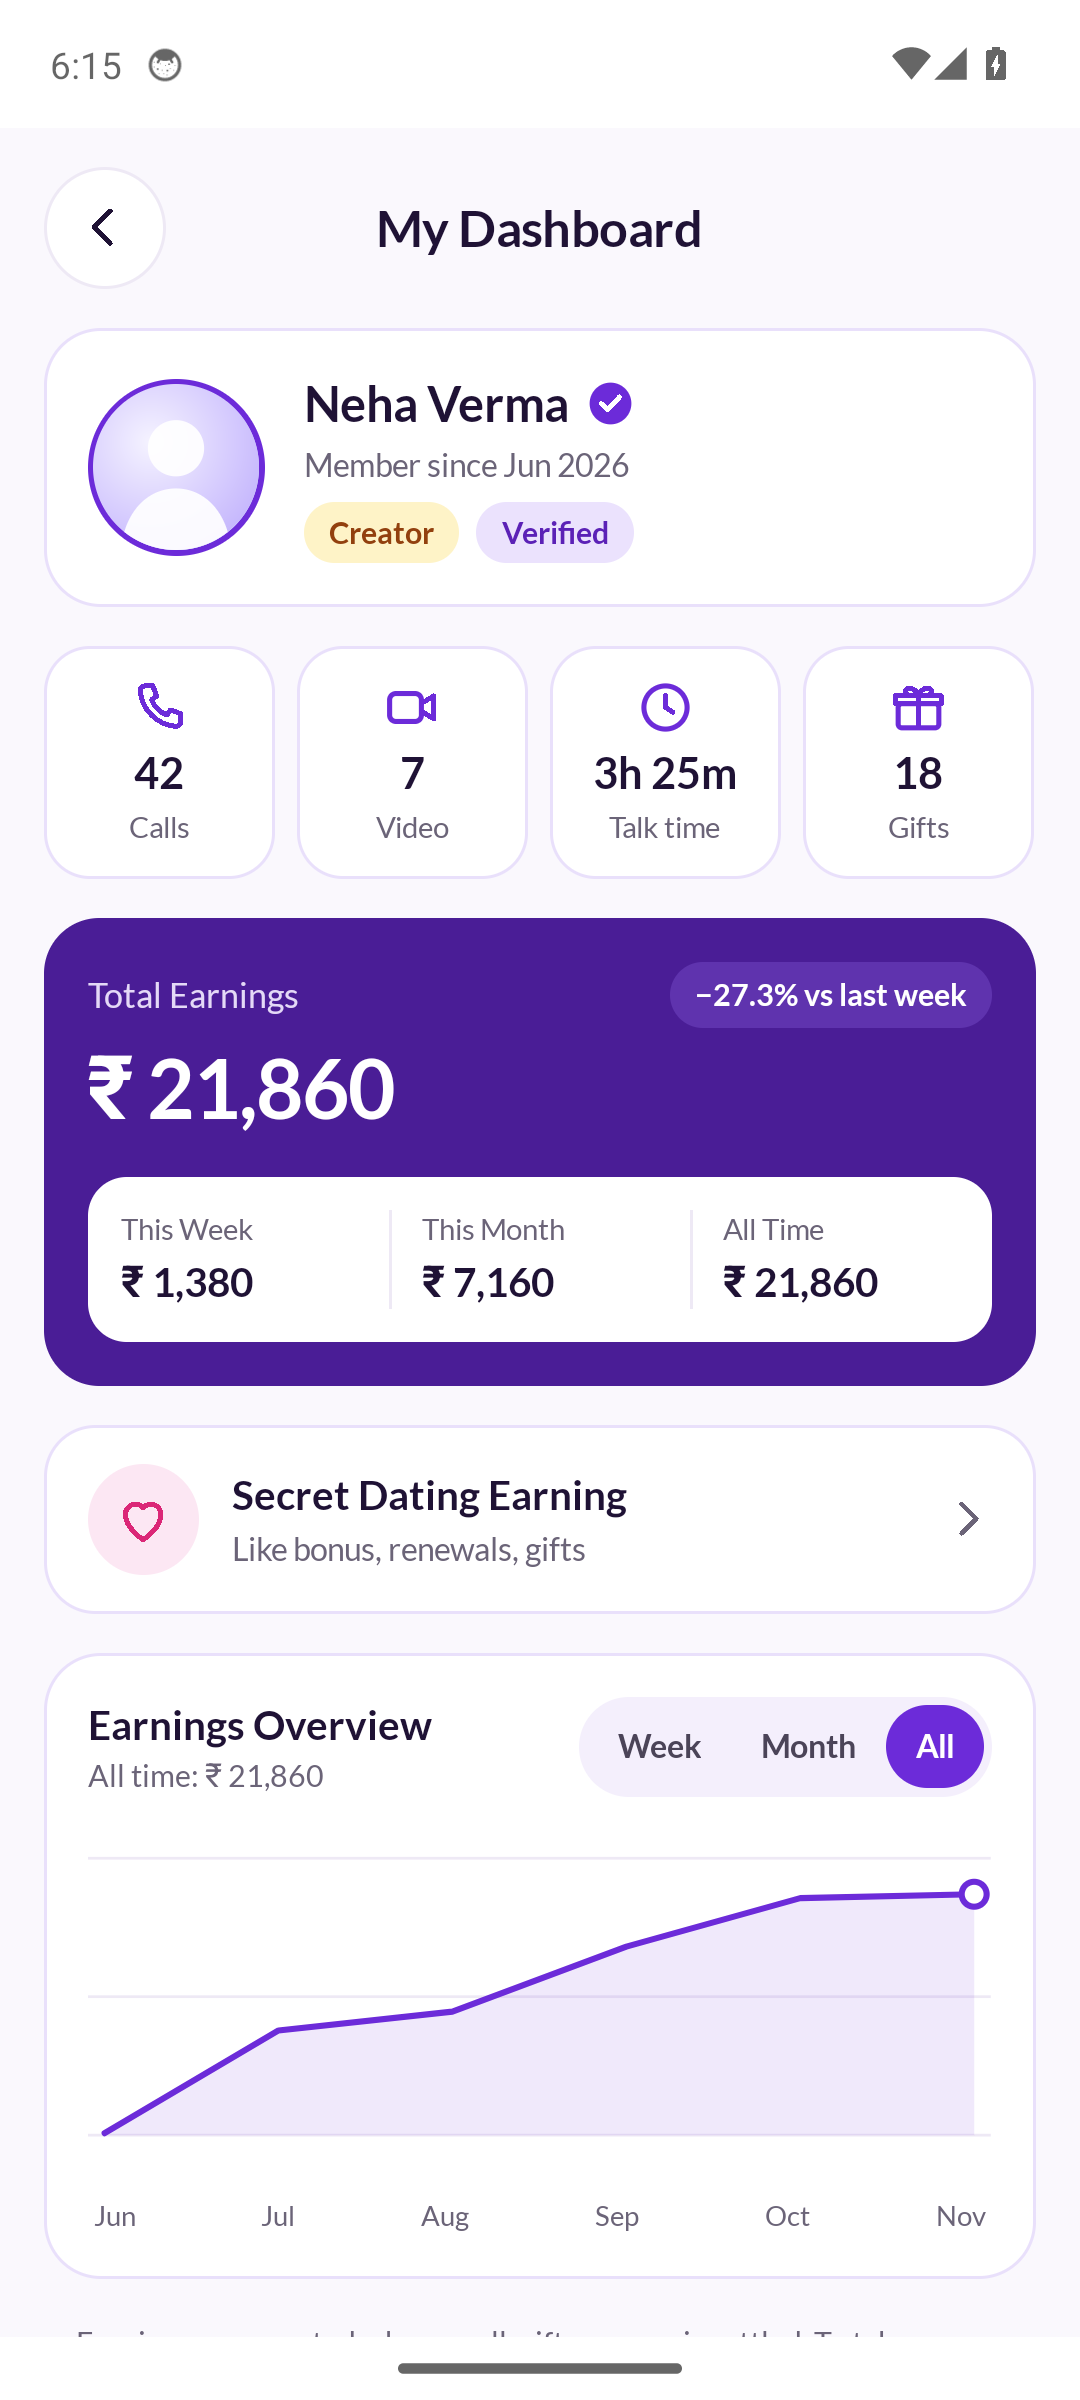 6:15
My Dashboard
Neha Verma
Member since Jun 2026
Creator
Verified
42
Calls
7
Video
3h 25m
Talk time
18
Gifts
Total Earnings
−27.3% vs last week
₹ 21,860
This Week
₹ 1,380
This Month
₹ 7,160
All Time
₹ 21,860
Secret Dating Earning
Like bonus, renewals, gifts
Earnings Overview
All time: ₹ 21,860
Week
Month
All
Jun Jul Aug Sep Oct Nov